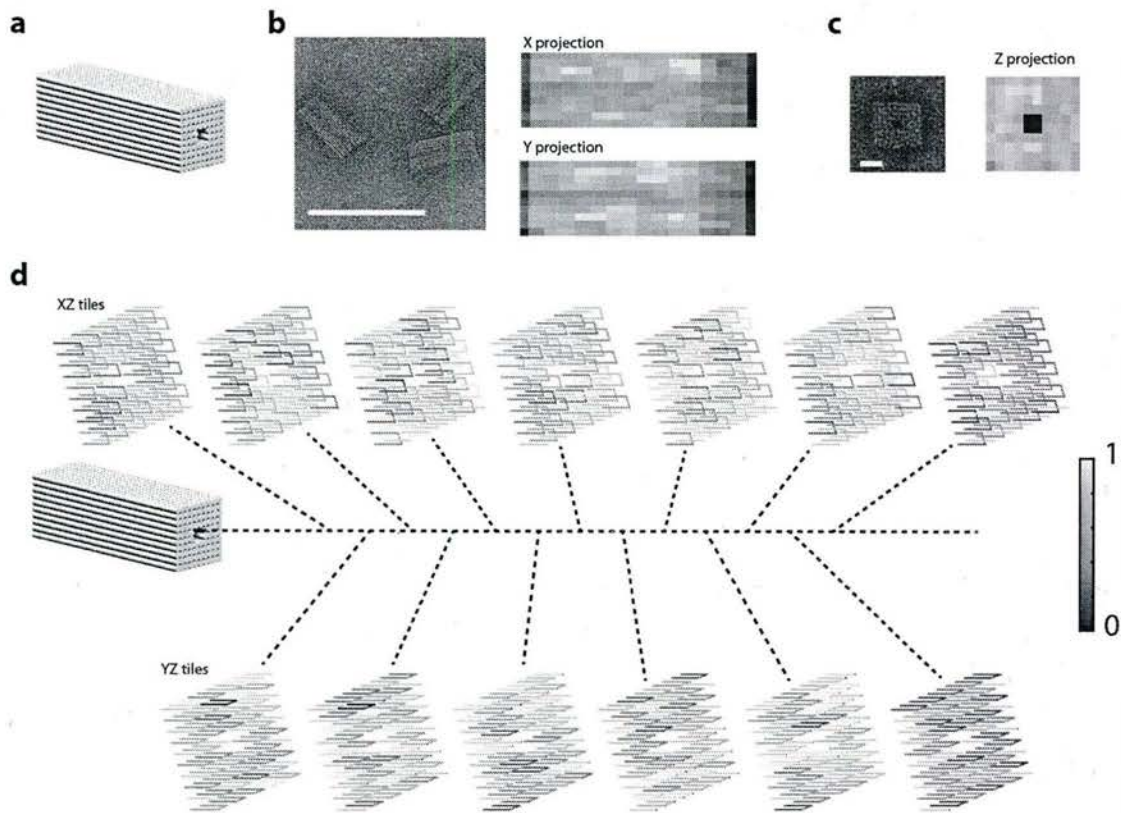 a
b
X projection
Y projection
c
Z projection
d
XZ tiles
1
0
YZ tiles